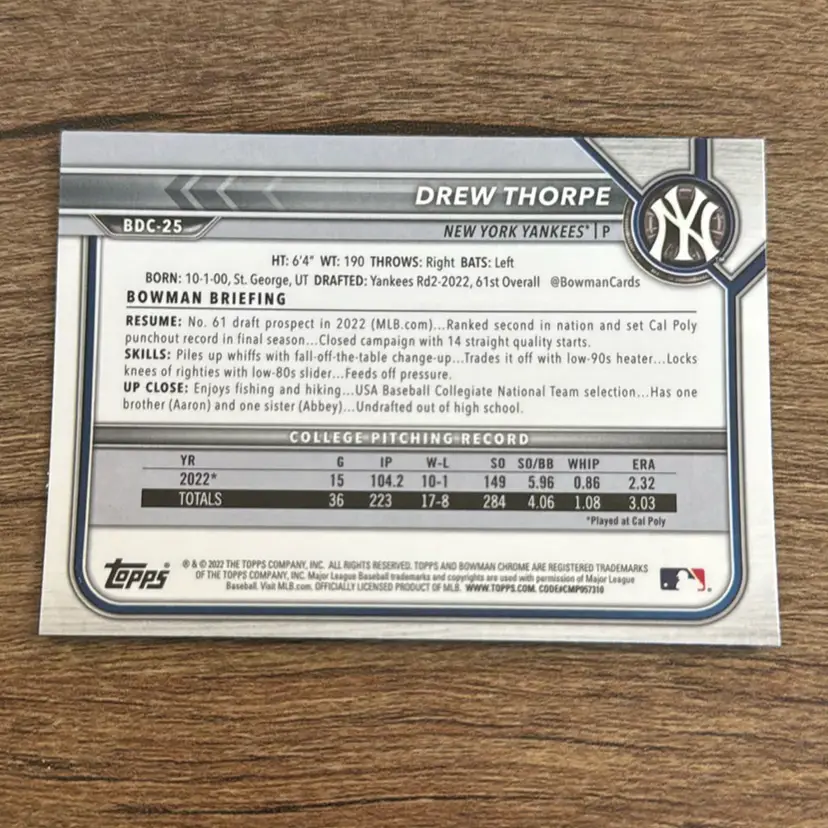 DREW THORPE
BDC-25
NEW YORK YANKEES* | P
NY
HT: 6'4" WT: 190 THROWS: Right BATS: Left
BORN: 10-1-00, St. George, UT DRAFTED: Yankees Rd2-2022, 61st Overall @BowmanCards
BOWMAN BRIEFING
RESUME: No. 61 draft prospect in 2022 (MLB.com)...Ranked second in nation and set Cal Poly
punchout record in final season...Closed campaign with 14 straight quality starts.
SKILLS: Piles up whiffs with fall-off-the-table change-up...Trades it off with low-90s heater...Locks
knees of righties with low-80s slider...Feeds off pressure.
UP CLOSE: Enjoys fishing and hiking...USA Baseball Collegiate National Team selection...Has one
brother (Aaron) and one sister (Abbey)...Undrafted out of high school.
COLLEGE PITCHING RECORD
YR G IP W-L SO SO/BB WHIP ERA
2022* 15 104.2 10-1 149 5.96 0.86 2.32
TOTALS 36 223 17-8 284 4.06 1.08 3.03
*Played at Cal Poly
TOPPS® ® & © 2022 THE TOPPS COMPANY, INC. ALL RIGHTS RESERVED. TOPPS AND BOWMAN CHROME ARE REGISTERED TRADEMARKS
OF THE TOPPS COMPANY, INC. Major League Baseball trademarks and copyrights are used with permission of Major League
Baseball. Visit MLB.com. OFFICIALLY LICENSED PRODUCT OF MLB. WWW.TOPPS.COM. CODE#CMP057310